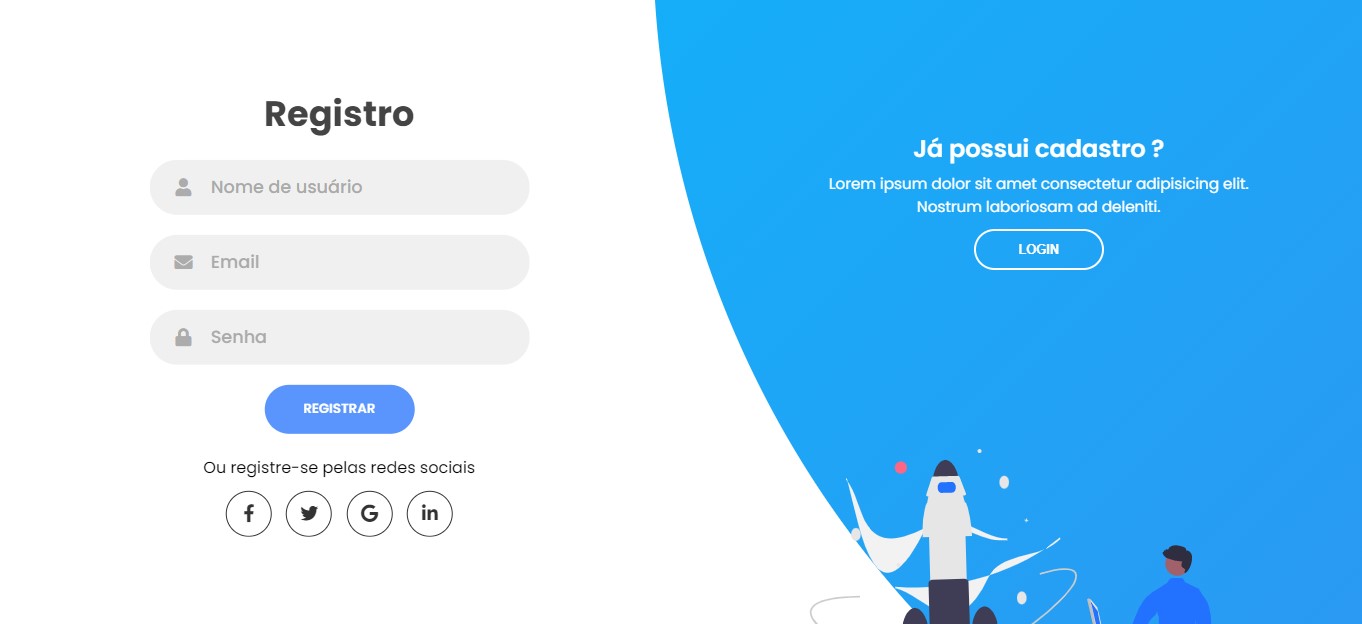 Registro
Nome de usuário
Email
Senha
REGISTRAR
Ou registre-se pelas redes sociais
Já possui cadastro ?
Lorem ipsum dolor sit amet consectetur adipisicing elit.
Nostrum laboriosam ad deleniti.
LOGIN